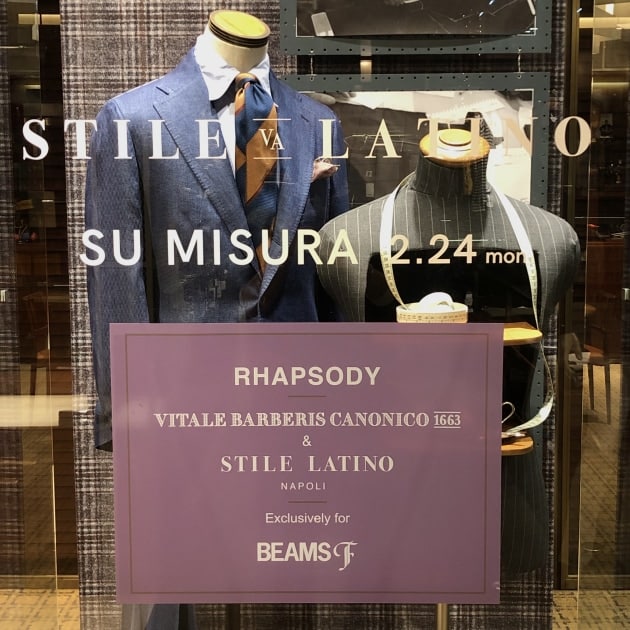 STILE VA LATINO
SU MISURA 2.24 mon
RHAPSODY
VITALE BARBERIS CANONICO 1663
&
STILE LATINO
NAPOLI
Exclusively for
BEAMS F